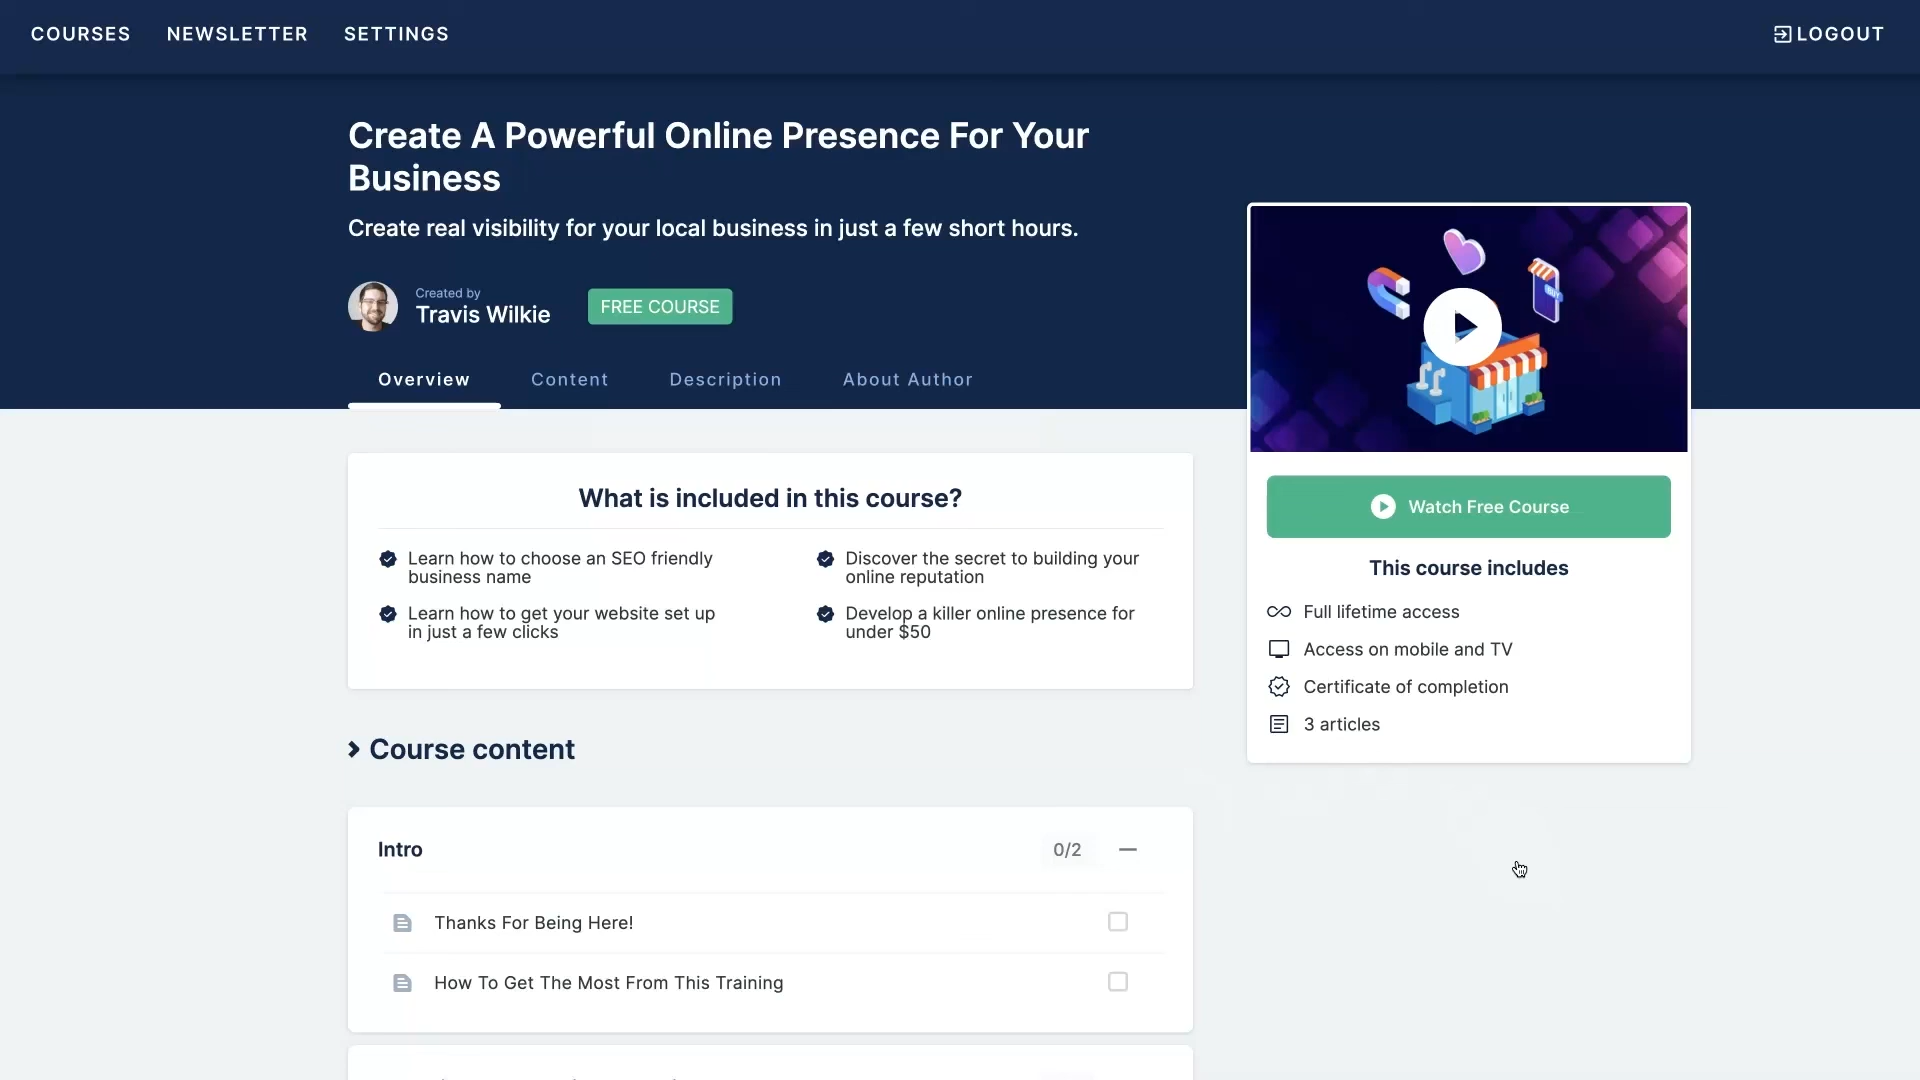 COURSES NEWSLETTER SETTINGS LOGOUT
Create A Powerful Online Presence For Your
Business
Create real visibility for your local business in just a few short hours.
Created by
Travis Wilkie
FREE COURSE
Overview Content Description About Author
BUY
What is included in this course?
Learn how to choose an SEO friendly
business name
Learn how to get your website set up
in just a few clicks
Discover the secret to building your
online reputation
Develop a killer online presence for
under $50
Watch Free Course
This course includes
Full lifetime access
Access on mobile and TV
Certificate of completion
3 articles
Course content
Intro 0/2
Thanks For Being Here!
How To Get The Most From This Training